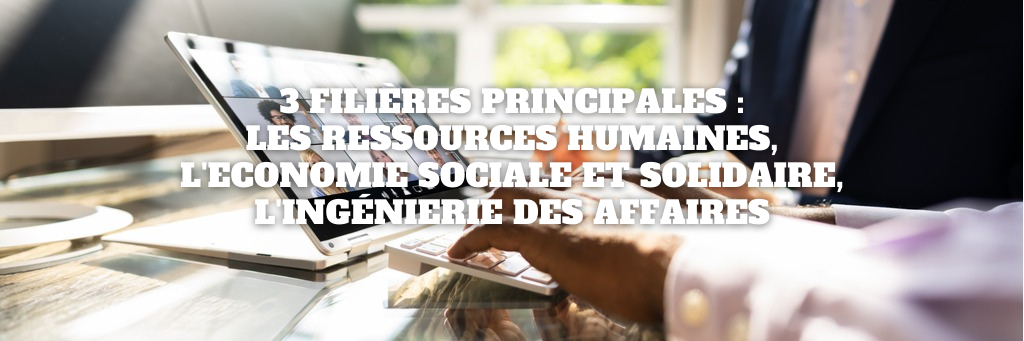 3 FILIÈRES PRINCIPALES :
LES RESSOURCES HUMAINES,
L'ECONOMIE SOCIALE ET SOLIDAIRE,
L'INGÉNIERIE DES AFFAIRES